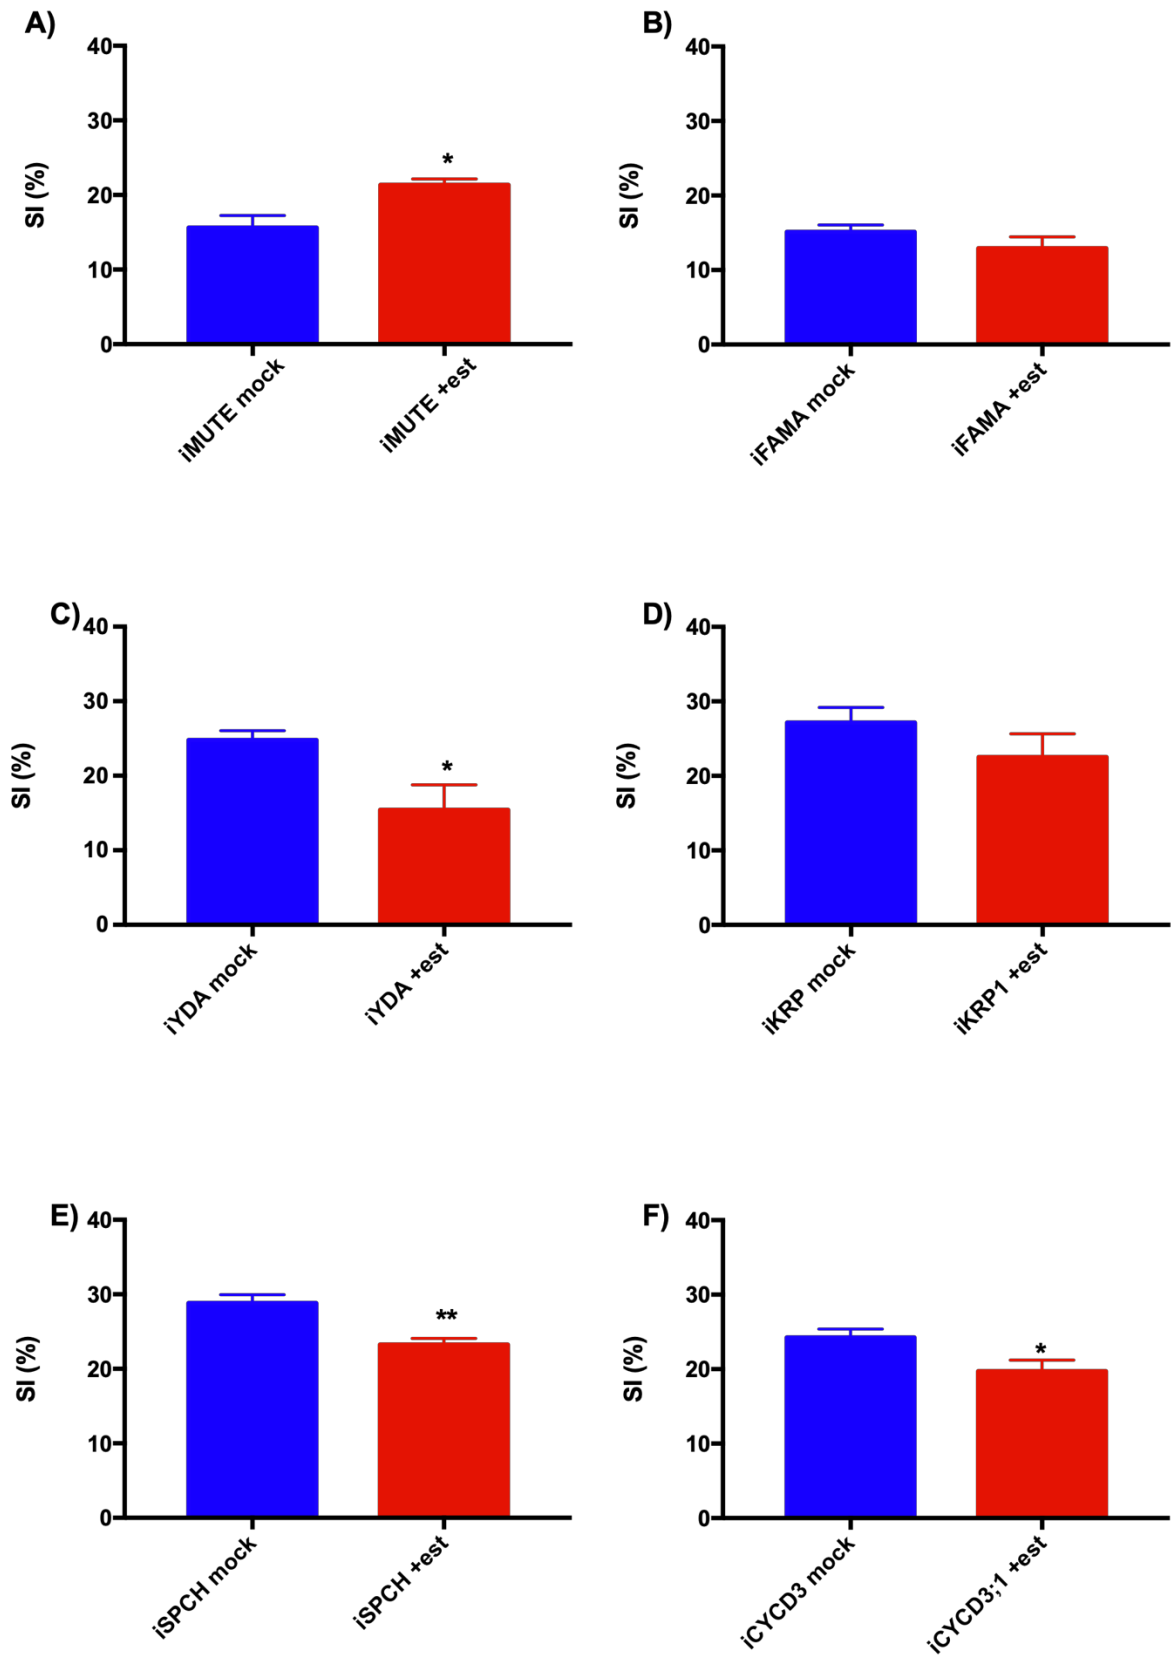 A)
40
30
20
10
0
SI (%)
*
iMUTE mock
iMUTE +est
B)
40
30
20
10
0
SI (%)
iFAMA mock
iFAMA +est
C)
40
30
20
10
0
SI (%)
*
iYDA mock
iYDA +est
D)
40
30
20
10
0
SI (%)
iKRP mock
iKRP1 +est
E)
40
30
20
10
0
SI (%)
**
iSPCH mock
iSPCH +est
F)
40
30
20
10
0
SI (%)
*
iCYCD3 mock
iCYCD3;1 +est